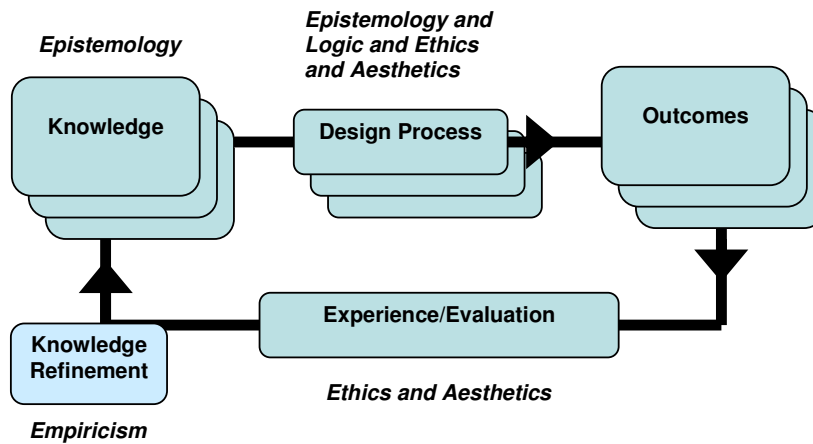 Epistemology
Epistemology and
Logic and Ethics
and Aesthetics
Knowledge
Design Process
Outcomes
Experience/Evaluation
Knowledge
Refinement
Ethics and Aesthetics
Empiricism